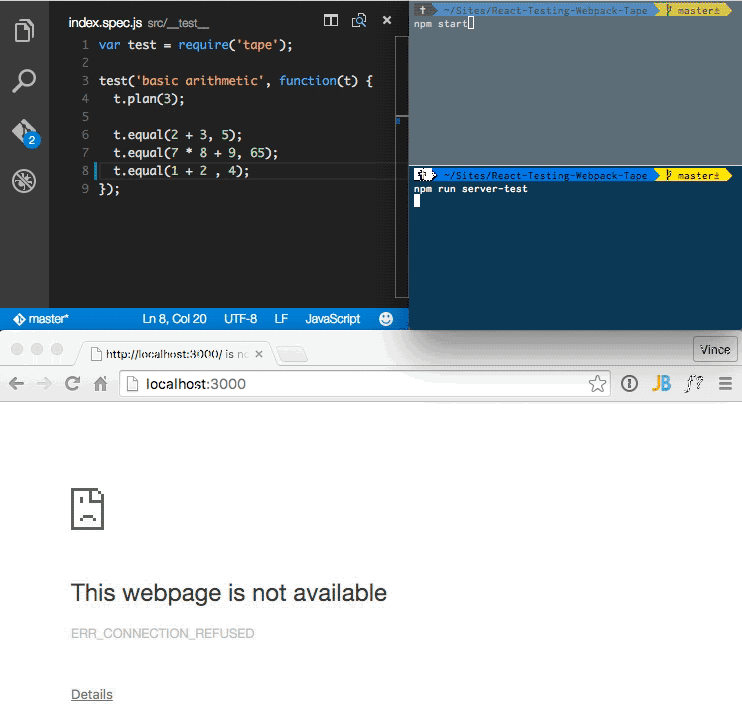 index.spec.js src/__test__
1 var test = require('tape');
2
3 test('basic arithmetic', function(t) {
4 t.plan(3);
5
6 t.equal(2 + 3, 5);
7 t.equal(7 * 8 + 9, 65);
8 t.equal(1 + 2 , 4);
9 });
2
master* Ln 8, Col 20 UTF-8 LF JavaScript
~/Sites/React-Testing-Webpack-Tape master±
npm start
~/Sites/React-Testing-Webpack-Tape master±
npm run server-test
http://localhost:3000/ is no
Vince
localhost:3000
JB f?
This webpage is not available
ERR_CONNECTION_REFUSED
Details